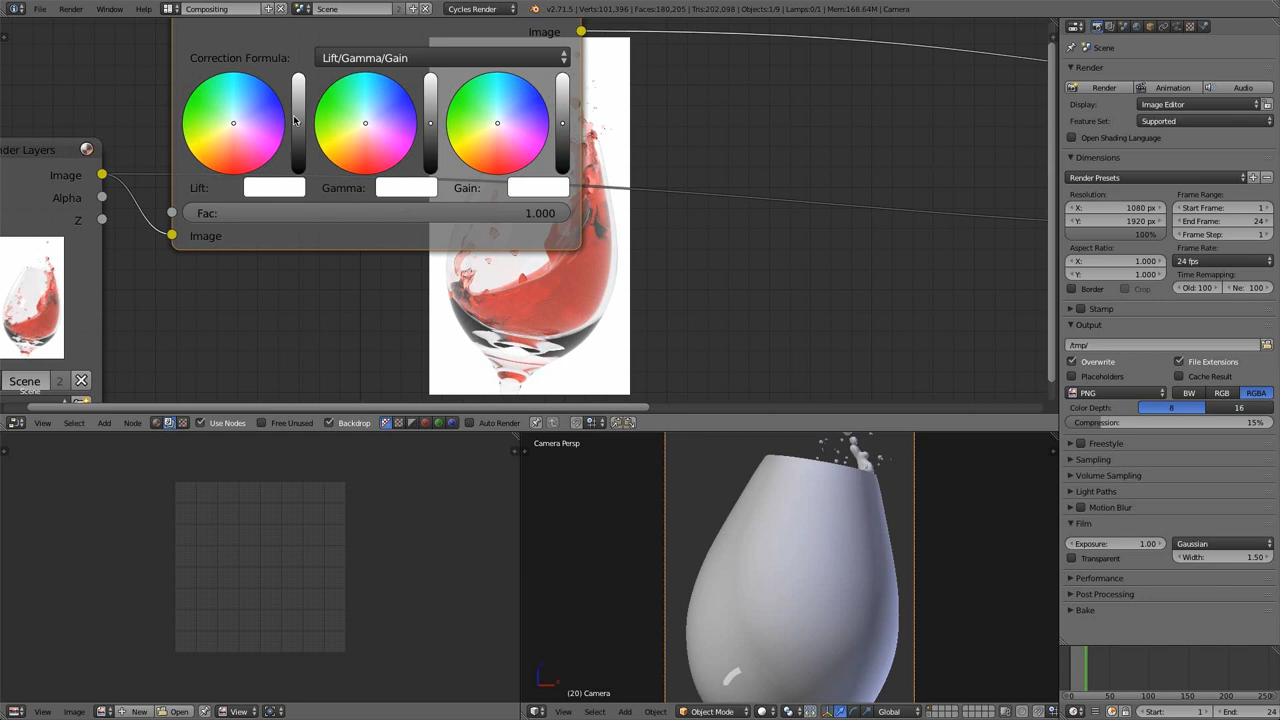 File Render Window Help Compositing Scene 2 Cycles Render v2.71.5 | Verts:101,396 | Faces:180,205 | Tris:202,098 | Objects:1/9 | Lamps:0/1 | Mem:168.64M | Camera
Image
Correction Formula: Lift/Gamma/Gain
Lift: Gamma: Gain:
Fac: 1.000
Image
der Layers
Image
Alpha
Z
Scene 2
Scene
View Select Add Node Use Nodes Free Unused Backdrop Auto Render
Camera Persp
(20) Camera
View Image New Open View
View Select Add Object Object Mode Global
Scene
Render
Render Animation Audio
Display: Image Editor
Feature Set: Supported
Open Shading Language
Dimensions
Render Presets
Resolution: Frame Range:
X: 1080 px Start Frame: 1
Y: 1920 px End Frame: 24
100% Frame Step: 1
Aspect Ratio: Frame Rate:
X: 1.000 24 fps
Y: 1.000 Time Remapping:
Border Crop Old: 100 Ne: 100
Stamp
Output
/tmp/
Overwrite File Extensions
Placeholders Cache Result
PNG BW RGB RGBA
Color Depth: 8 16
Compression: 15%
Freestyle
Sampling
Volume Sampling
Light Paths
Motion Blur
Film
Exposure: 1.00 Gaussian
Transparent Width: 1.50
Performance
Post Processing
Bake
0 50 100 150 200 250
Start: 1 End: 24